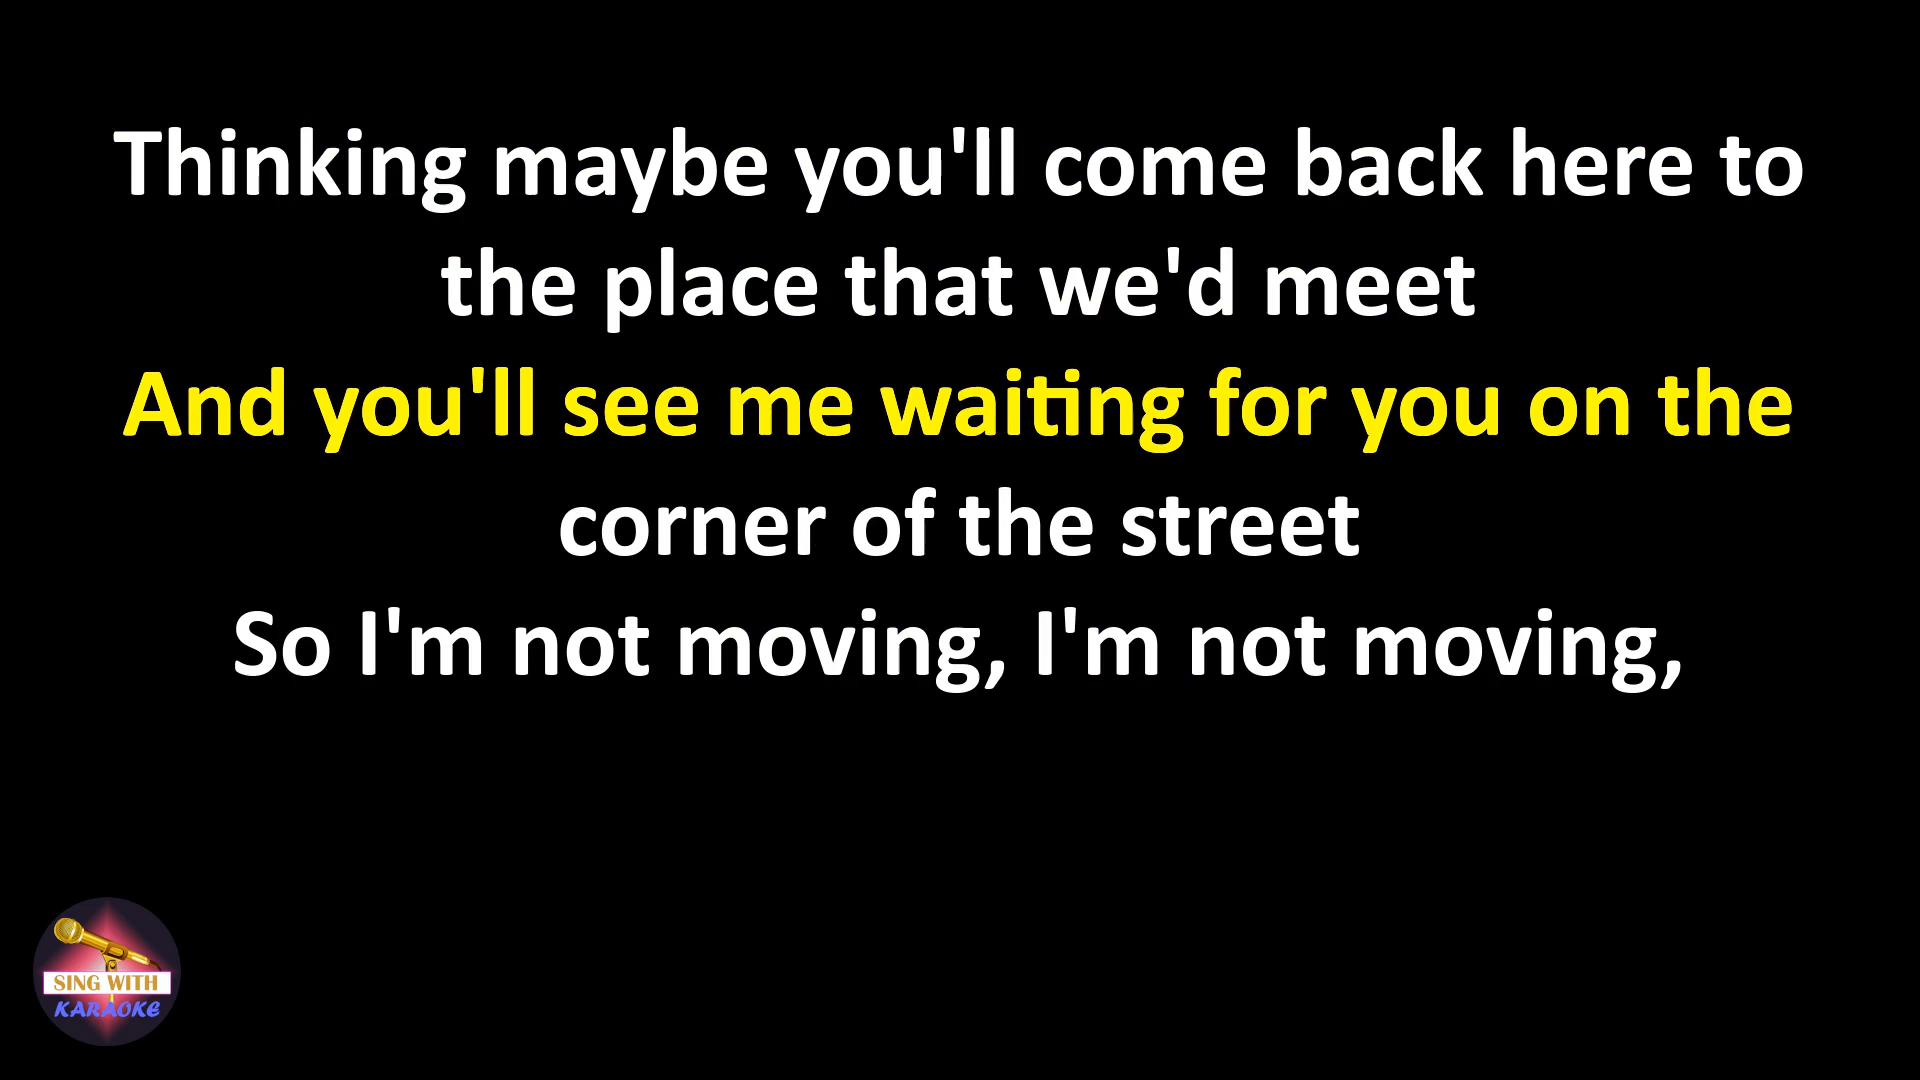 Thinking maybe you'll come back here to
the place that we'd meet
And you'll see me waiting for you on the
corner of the street
So I'm not moving, I'm not moving,
SING WITH
KARAOKE